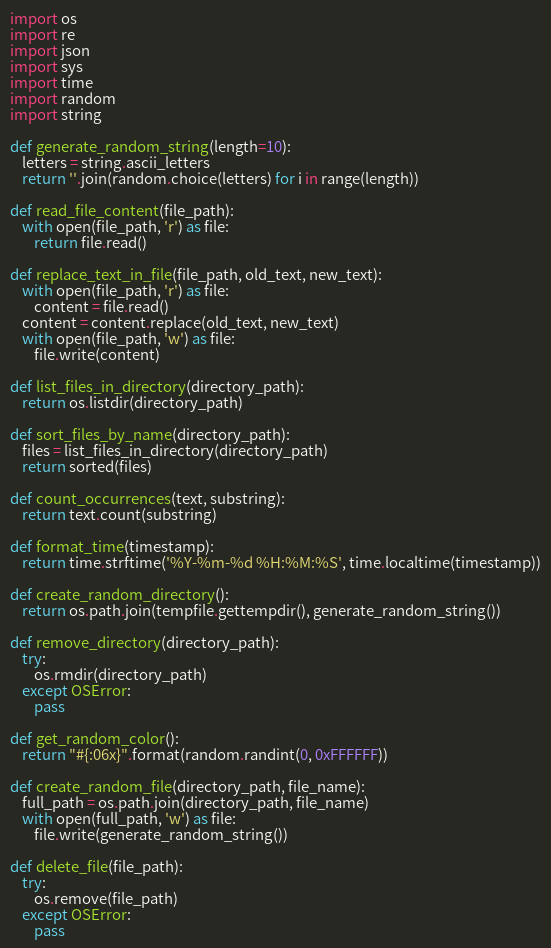 import os
import re
import json
import sys
import time
import random
import string

def generate_random_string(length=10):
    letters = string.ascii_letters
    return ''.join(random.choice(letters) for i in range(length))

def read_file_content(file_path):
    with open(file_path, 'r') as file:
        return file.read()

def replace_text_in_file(file_path, old_text, new_text):
    with open(file_path, 'r') as file:
        content = file.read()
    content = content.replace(old_text, new_text)
    with open(file_path, 'w') as file:
        file.write(content)

def list_files_in_directory(directory_path):
    return os.listdir(directory_path)

def sort_files_by_name(directory_path):
    files = list_files_in_directory(directory_path)
    return sorted(files)

def count_occurrences(text, substring):
    return text.count(substring)

def format_time(timestamp):
    return time.strftime('%Y-%m-%d %H:%M:%S', time.localtime(timestamp))

def create_random_directory():
    return os.path.join(tempfile.gettempdir(), generate_random_string())

def remove_directory(directory_path):
    try:
        os.rmdir(directory_path)
    except OSError:
        pass

def get_random_color():
    return "#{:06x}".format(random.randint(0, 0xFFFFFF))

def create_random_file(directory_path, file_name):
    full_path = os.path.join(directory_path, file_name)
    with open(full_path, 'w') as file:
        file.write(generate_random_string())

def delete_file(file_path):
    try:
        os.remove(file_path)
    except OSError:
        pass